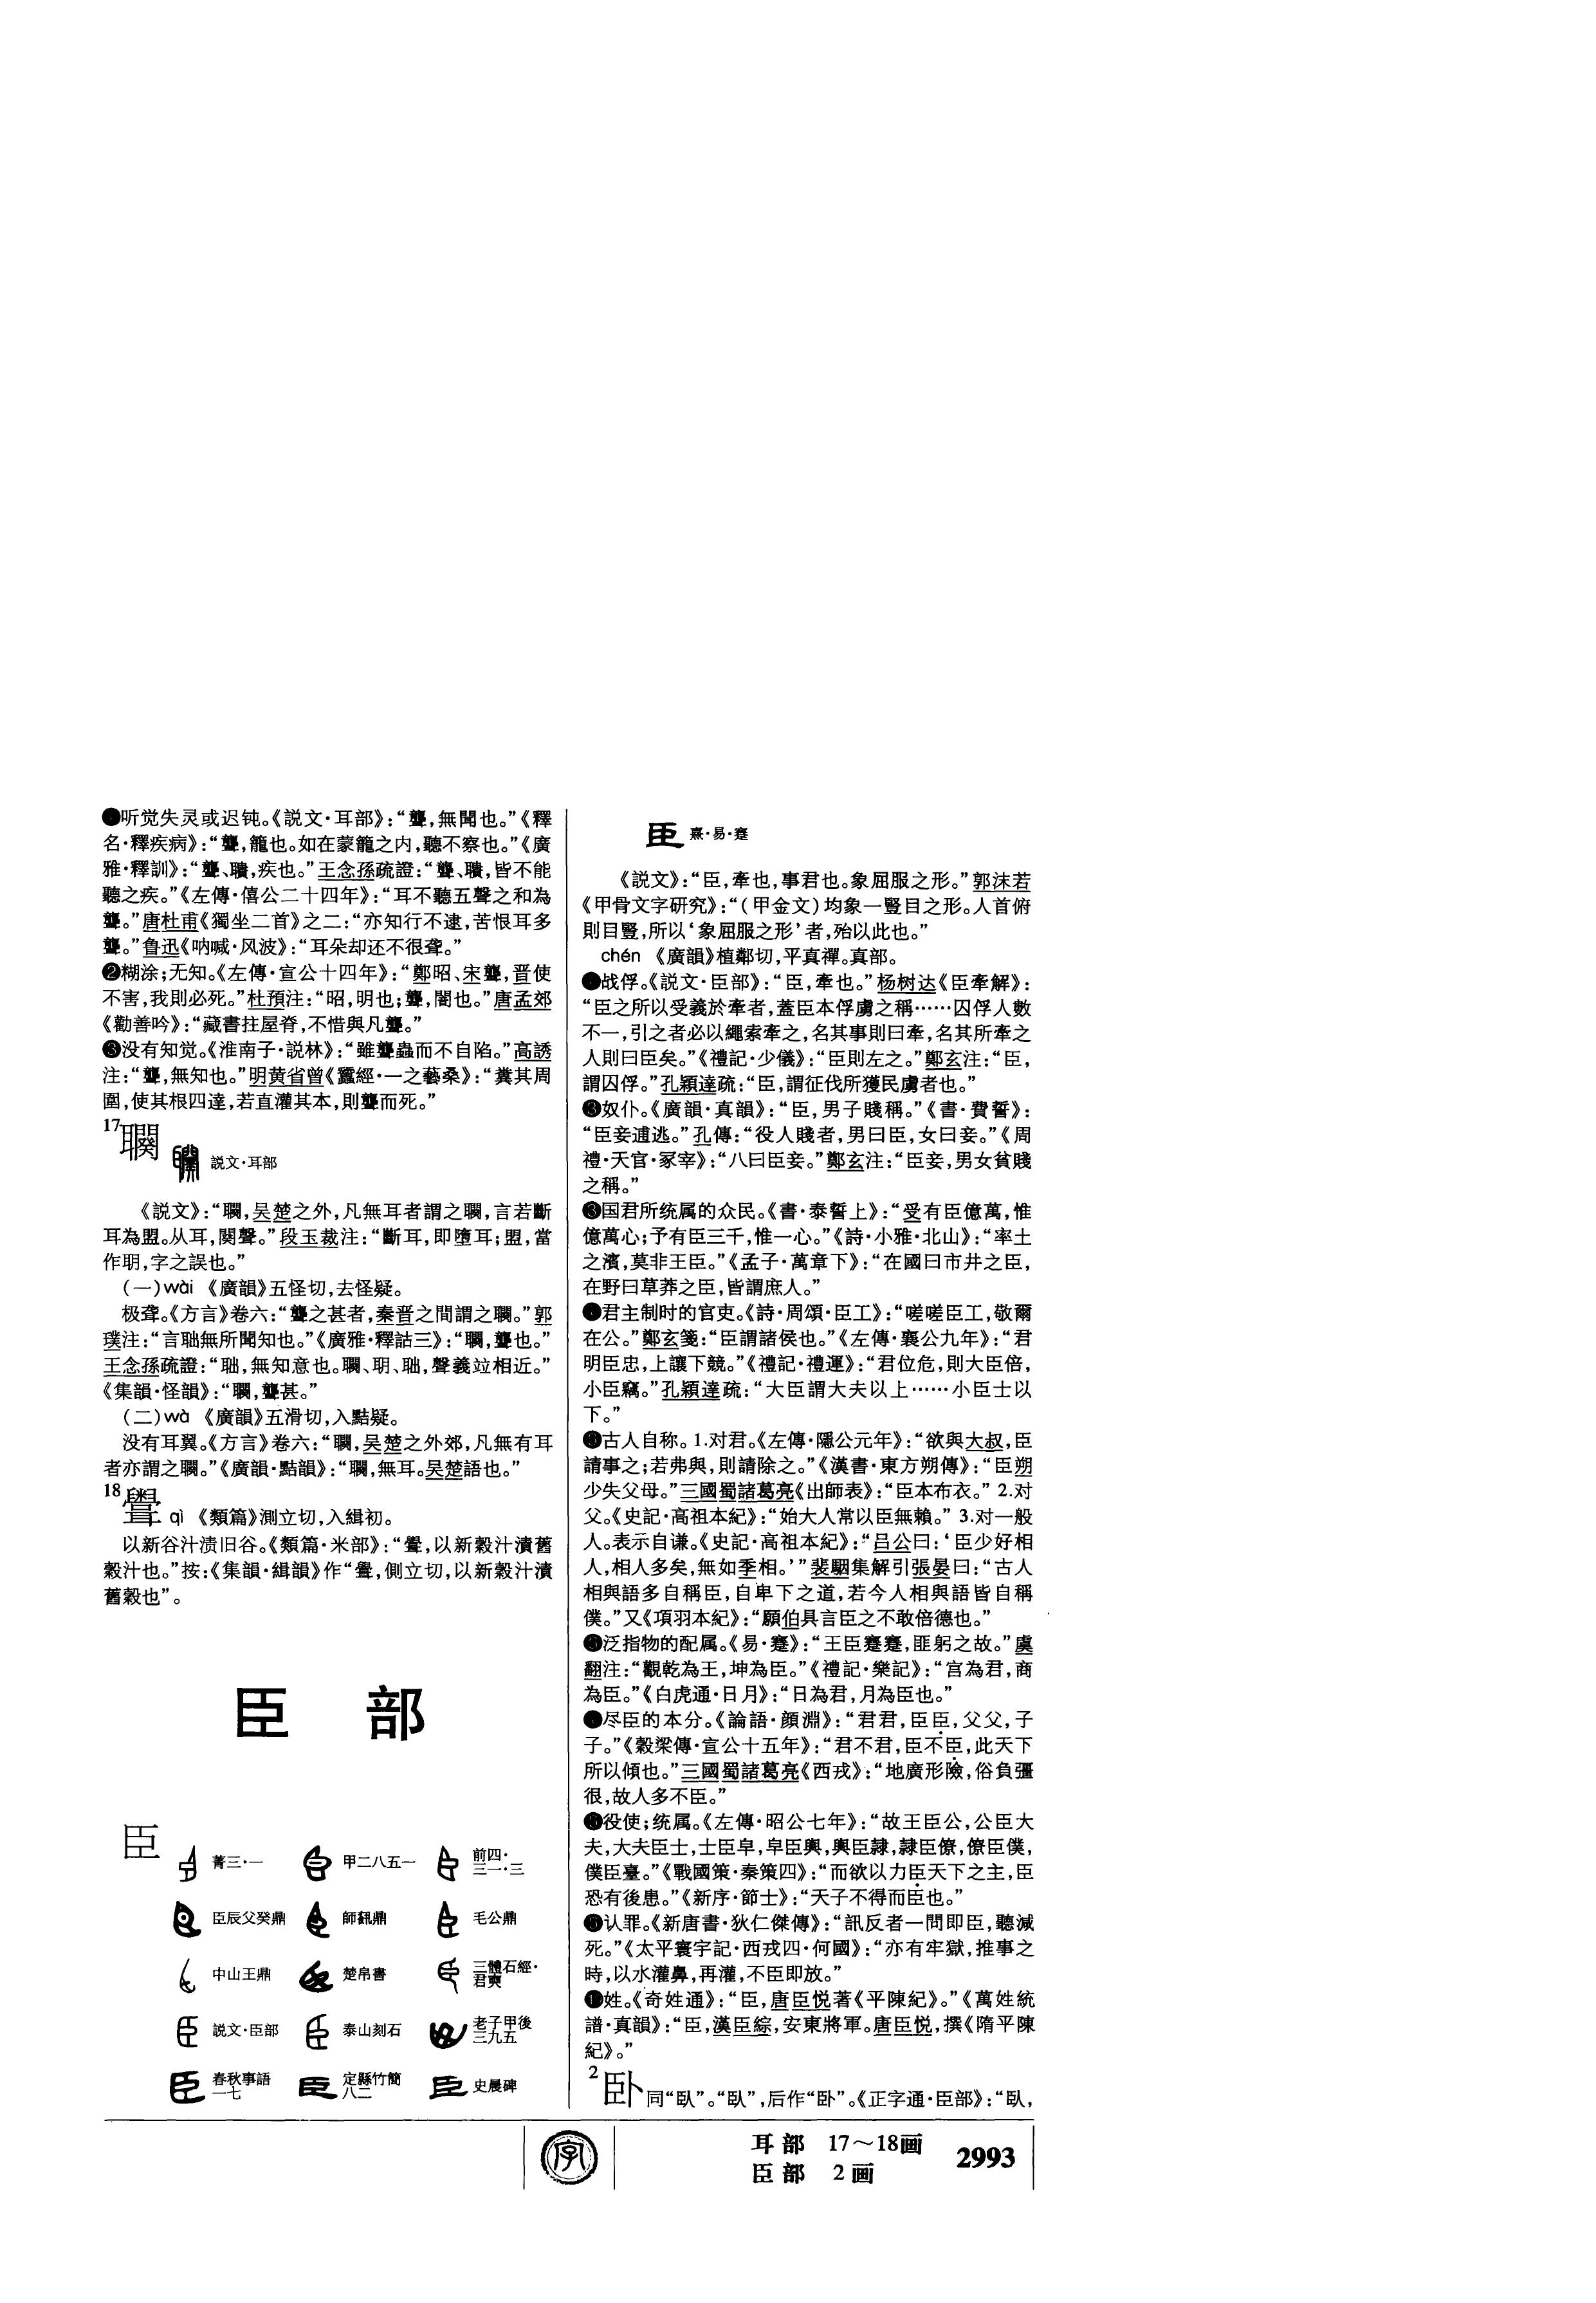 ❶听觉失灵或迟钝。《説文·耳部》：“聾，無聞也。”《釋
名·釋疾病》：“聾，籠也。如在蒙籠之内，聽不察也。”《廣
雅·釋訓》：“聾、聵，疾也。”王念孫疏證：“聾、聵，皆不能
聽之疾。”《左傳·僖公二十四年》：“耳不聽五聲之和為
聾。”唐杜甫《獨坐二首》之二：“亦知行不逮，苦恨耳多
聾。”鲁迅《呐喊·风波》：“耳朵却还不很聋。”
❷糊涂；无知。《左傳·宣公十四年》：“鄭昭、宋聾，晋使
不害，我則必死。”杜預注：“昭，明也；聾，闇也。”唐孟郊
《勸善吟》：“藏書拄屋脊，不惜與凡聾。”
❸没有知觉。《淮南子·説林》：“雖聾蟲而不自陷。”高誘
注：“聾，無知也。”明黄省曾《蠶經·一之藝桑》：“糞其周
圍，使其根四達，若直灌其本，則聾而死。”
17 䦧 説文·耳部
《説文》：“䦧，吴楚之外，凡無耳者謂之䦧，言若斷
耳為盟。从耳，闋聲。”段玉裁注：“斷耳，即墮耳；盟，當
作明，字之誤也。”
（一）wài 《廣韻》五怪切，去怪疑。
极聋。《方言》卷六：“聾之甚者，秦晋之間謂之䦧。”郭
璞注：“言聉無所聞知也。”《廣雅·釋詁三》：“䦧，聾也。”
王念孫疏證：“聉，無知意也。䦧、聉，聲義竝相近。”
《集韻·怪韻》：“䦧，聾甚。”
（二）wà 《廣韻》五滑切，入黠疑。
没有耳翼。《方言》卷六：“䦧，吴楚之外郊，凡無有耳
者亦謂之䦧。”《廣韻·黠韻》：“䦧，無耳。吴楚語也。”
18 qì 《類篇》測立切，入緝初。
以新谷汁渍旧谷。《類篇·米部》：“，以新穀汁漬舊
穀汁也。”按：《集韻·緝韻》作“，側立切，以新穀汁漬
舊穀也”。
臣 部
臣 菁三·一 甲二八五一 前四·三一·三
臣辰父癸鼎 師𩛥鼎 毛公鼎
中山王鼎 楚帛書 三體石經·君奭
説文·臣部 泰山刻石 老子甲後三九五
春秋事語一七 定縣竹簡八二 史晨碑
臣 熹·易·蹇
《説文》：“臣，牽也，事君也。象屈服之形。”郭沫若
《甲骨文字研究》：“（甲金文）均象一豎目之形。人首俯
則目豎，所以‘象屈服之形’者，殆以此也。”
chén 《廣韻》植鄰切，平真禪。真部。
❶战俘。《説文·臣部》：“臣，牽也。”杨树达《臣牽解》：
“臣之所以受義於牽者，蓋臣本俘虜之稱……囚俘人數
不一，引之者必以繩索牽之，名其事則曰牽，名其所牽之
人則曰臣矣。”《禮記·少儀》：“臣則左之。”鄭玄注：“臣，
謂囚俘。”孔穎達疏：“臣，謂征伐所獲民虜者也。”
❷奴仆。《廣韻·真韻》：“臣，男子賤稱。”《書·費誓》：
“臣妾逋逃。”孔傳：“役人賤者，男曰臣，女曰妾。”《周
禮·天官·冢宰》：“八曰臣妾。”鄭玄注：“臣妾，男女貧賤
之稱。”
❸国君所统属的众民。《書·泰誓上》：“受有臣億萬，惟
億萬心；予有臣三千，惟一心。”《詩·小雅·北山》：“率土
之濱，莫非王臣。”《孟子·萬章下》：“在國曰市井之臣，
在野曰草莽之臣，皆謂庶人。”
❹君主制时的官吏。《詩·周頌·臣工》：“嗟嗟臣工，敬爾
在公。”鄭玄箋：“臣謂諸侯也。”《左傳·襄公九年》：“君
明臣忠，上讓下競。”《禮記·禮運》：“君位危，則大臣倍，
小臣竊。”孔穎達疏：“大臣謂大夫以上……小臣士以
下。”
❺古人自称。1.对君。《左傳·隱公元年》：“欲與大叔，臣
請事之；若弗與，則請除之。”《漢書·東方朔傳》：“臣朔
少失父母。”三國蜀諸葛亮《出師表》：“臣本布衣。”2.对
父。《史記·高祖本紀》：“始大人常以臣無賴。”3.对一般
人。表示自谦。《史記·高祖本紀》：“吕公曰：‘臣少好相
人，相人多矣，無如季相。’”裴駰集解引張晏曰：“古人
相與語多自稱臣，自卑下之道，若今人相與語皆自稱
僕。”又《項羽本紀》：“願伯具言臣之不敢倍德也。”
❻泛指物的配属。《易·蹇》：“王臣蹇蹇，匪躬之故。”虞
翻注：“觀乾為王，坤為臣。”《禮記·樂記》：“宫為君，商
為臣。”《白虎通·日月》：“日為君，月為臣也。”
❼尽臣的本分。《論語·顔淵》：“君君，臣臣，父父，子
子。”《穀梁傳·宣公十五年》：“君不君，臣不臣，此天下
所以傾也。”三國蜀諸葛亮《西戎》：“地廣形險，俗負彊
很，故人多不臣。”
❽役使；统属。《左傳·昭公七年》：“故王臣公，公臣大
夫，大夫臣士，士臣皁，皁臣輿，輿臣隷，隷臣僚，僚臣僕，
僕臣臺。”《戰國策·秦策四》：“而欲以力臣天下之主，臣
恐有後患。”《新序·節士》：“天子不得而臣也。”
❾认罪。《新唐書·狄仁傑傳》：“訊反者一問即臣，聽減
死。”《太平寰宇記·西戎四·何國》：“亦有牢獄，推事之
時，以水灌鼻，再灌，不臣即放。”
❿姓。《奇姓通》：“臣，唐臣悦著《平陳紀》。”《萬姓統
譜·真韻》：“臣，漢臣綜，安東將軍。唐臣悦，撰《隋平陳
紀》。”
2 卧 同“臥”。“臥”，后作“卧”。《正字通·臣部》：“臥，
字
耳部 17～18画
臣部 2画
2993